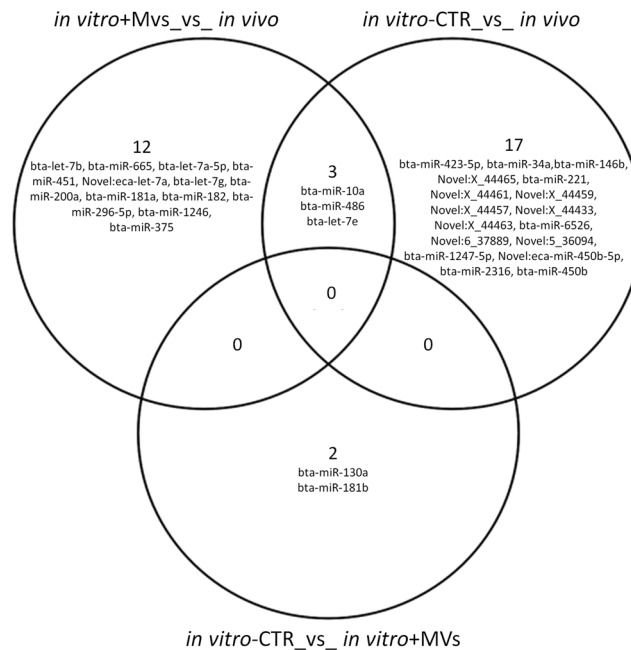 in vitro+Mvs_vs_ in vivo
in vitro-CTR_vs_ in vivo
12
bta-let-7b, bta-miR-665, bta-let-7a-5p, bta-
miR-451, Novel:eca-let-7a, bta-let-7g, bta-
miR-200a, bta-miR-181a, bta-miR-182, bta-
miR-296-5p, bta-miR-1246,
bta-miR-375
3
bta-miR-10a
bta-miR-486
bta-let-7e
17
bta-miR-423-5p, bta-miR-34a,bta-miR-146b,
Novel:X_44465, bta-miR-221,
Novel:X_44461, Novel:X_44459,
Novel:X_44457, Novel:X_44433,
Novel:X_44463, bta-miR-6526,
Novel:6_37889, Novel:5_36094,
bta-miR-1247-5p, Novel:eca-miR-450b-5p,
bta-miR-2316, bta-miR-450b
0
0
0
2
bta-miR-130a
bta-miR-181b
in vitro-CTR_vs_ in vitro+MVs